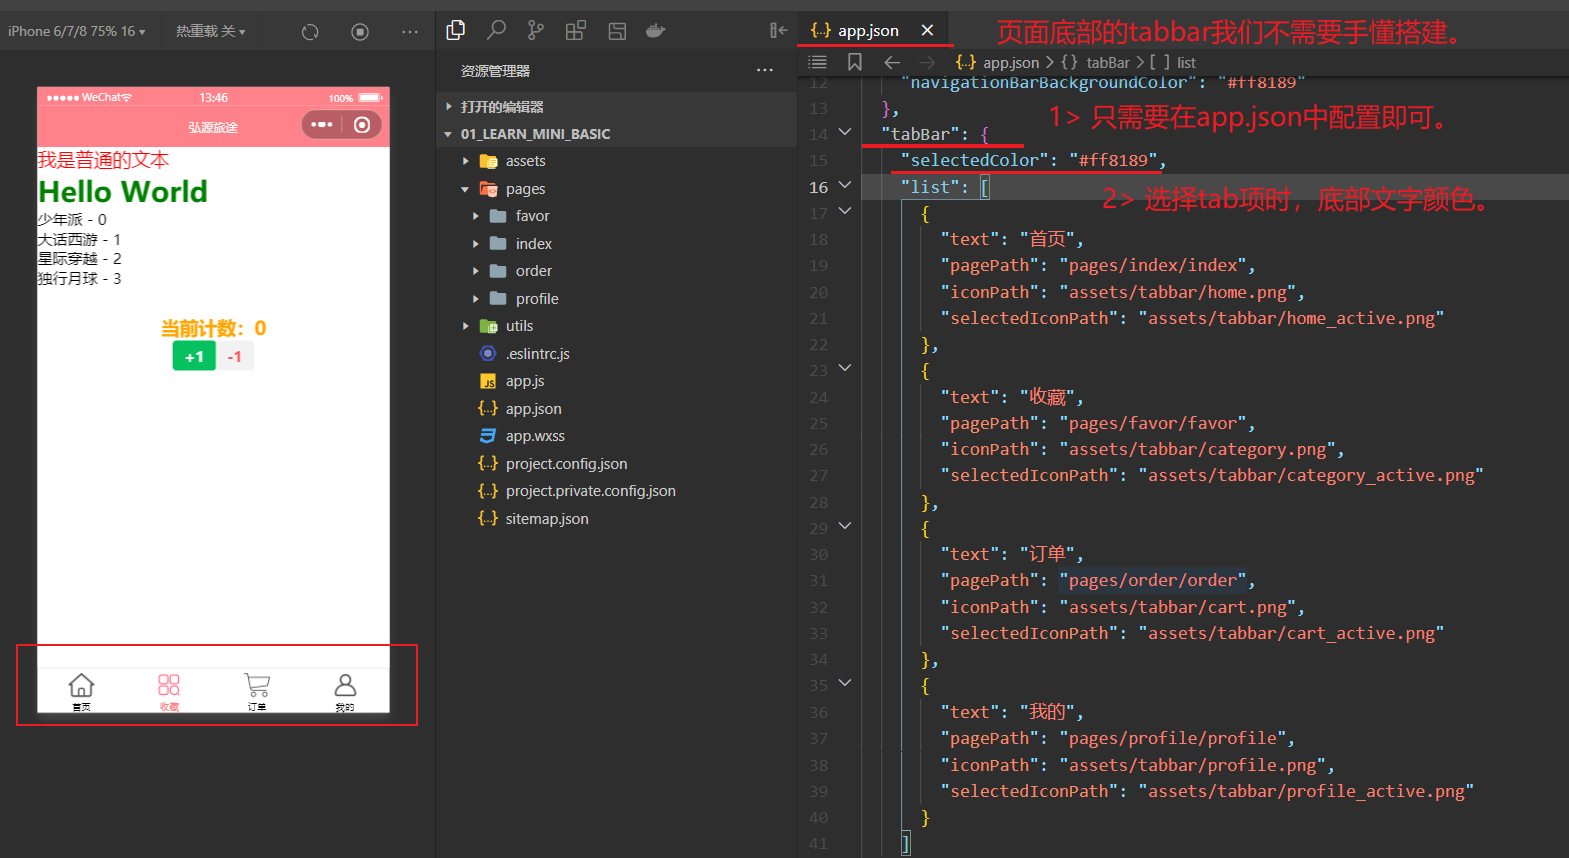 iPhone 6/7/8 75% 16
热重载 关
WeChat
13:46
100%
弘源旅途
我是普通的文本
Hello World
少年派 - 0
大话西游 - 1
星际穿越 - 2
独行月球 - 3
当前计数：0
+1
-1
首页
收藏
订单
我的
资源管理器
打开的编辑器
01_LEARN_MINI_BASIC
assets
pages
favor
index
order
profile
utils
.eslintrc.js
app.js
app.json
app.wxss
project.config.json
project.private.config.json
sitemap.json
{..} app.json
页面底部的tabbar我们不需要手懂搭建。
{..} app.json > { } tabBar > [ ] list
12 "navigationBarBackgroundColor": "#ff8189"
13 },
1> 只需要在app.json中配置即可。
14 "tabBar": {
15 "selectedColor": "#ff8189",
16 "list": [
2> 选择tab项时，底部文字颜色。
17 {
18 "text": "首页",
19 "pagePath": "pages/index/index",
20 "iconPath": "assets/tabbar/home.png",
21 "selectedIconPath": "assets/tabbar/home_active.png"
22 },
23 {
24 "text": "收藏",
25 "pagePath": "pages/favor/favor",
26 "iconPath": "assets/tabbar/category.png",
27 "selectedIconPath": "assets/tabbar/category_active.png"
28 },
29 {
30 "text": "订单",
31 "pagePath": "pages/order/order",
32 "iconPath": "assets/tabbar/cart.png",
33 "selectedIconPath": "assets/tabbar/cart_active.png"
34 },
35 {
36 "text": "我的",
37 "pagePath": "pages/profile/profile",
38 "iconPath": "assets/tabbar/profile.png",
39 "selectedIconPath": "assets/tabbar/profile_active.png"
40 }
41 ]